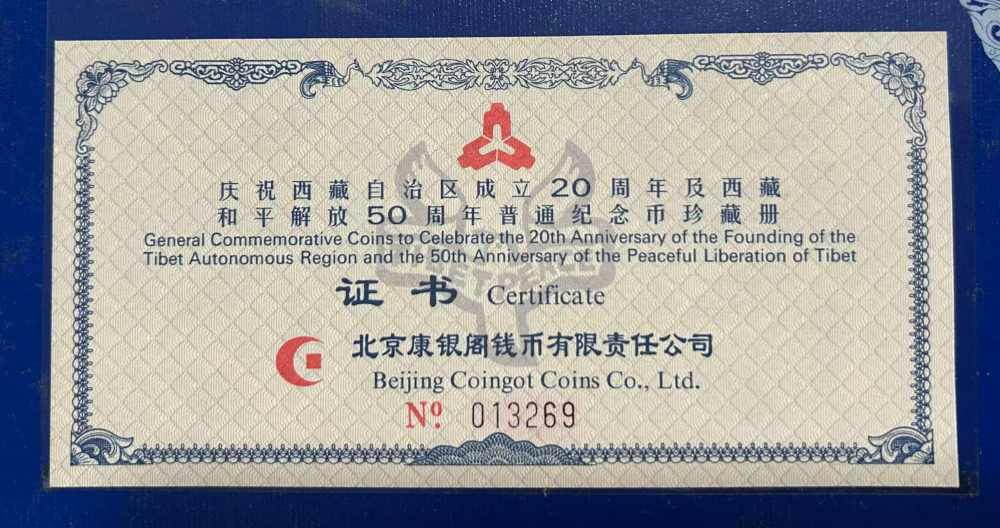 庆祝西藏自治区成立20周年及西藏
和平解放50周年普通纪念币珍藏册
General Commemorative Coins to Celebrate the 20th Anniversary of the Founding of the
Tibet Autonomous Region and the 50th Anniversary of the Peaceful Liberation of Tibet
证书 Certificate
北京康银阁钱币有限责任公司
Beijing Coingot Coins Co., Ltd.
Nº. 013269